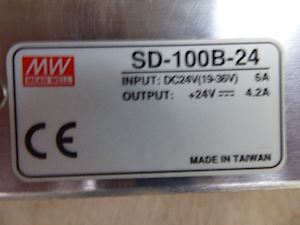 MW
MEAN WELL
SD-100B-24
INPUT: DC24V(19-36V) 6A
OUTPUT: +24V⎓ 4.2A
CE
MADE IN TAIWAN